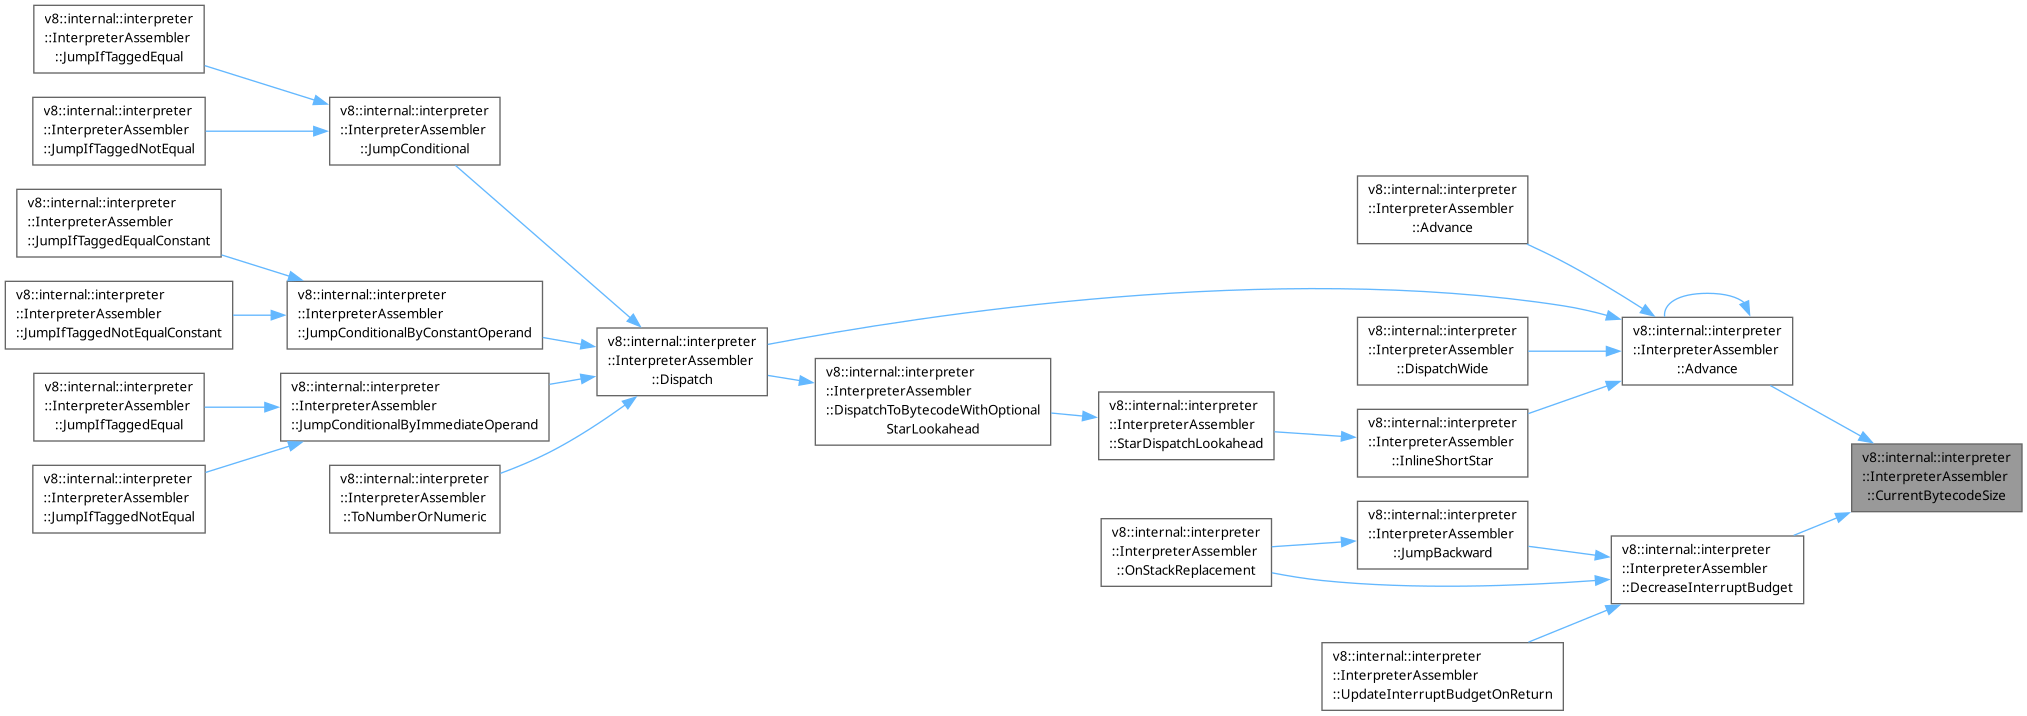 v8::internal::interpreter
::InterpreterAssembler
::JumpIfTaggedEqual
v8::internal::interpreter
::InterpreterAssembler
::JumpIfTaggedNotEqual
v8::internal::interpreter
::InterpreterAssembler
::JumpIfTaggedEqualConstant
v8::internal::interpreter
::InterpreterAssembler
::JumpIfTaggedNotEqualConstant
v8::internal::interpreter
::InterpreterAssembler
::JumpIfTaggedEqual
v8::internal::interpreter
::InterpreterAssembler
::JumpIfTaggedNotEqual
v8::internal::interpreter
::InterpreterAssembler
::JumpConditional
v8::internal::interpreter
::InterpreterAssembler
::JumpConditionalByConstantOperand
v8::internal::interpreter
::InterpreterAssembler
::JumpConditionalByImmediateOperand
v8::internal::interpreter
::InterpreterAssembler
::ToNumberOrNumeric
v8::internal::interpreter
::InterpreterAssembler
::Dispatch
v8::internal::interpreter
::InterpreterAssembler
::DispatchToBytecodeWithOptional
StarLookahead
v8::internal::interpreter
::InterpreterAssembler
::StarDispatchLookahead
v8::internal::interpreter
::InterpreterAssembler
::OnStackReplacement
v8::internal::interpreter
::InterpreterAssembler
::Advance
v8::internal::interpreter
::InterpreterAssembler
::DispatchWide
v8::internal::interpreter
::InterpreterAssembler
::InlineShortStar
v8::internal::interpreter
::InterpreterAssembler
::JumpBackward
v8::internal::interpreter
::InterpreterAssembler
::UpdateInterruptBudgetOnReturn
v8::internal::interpreter
::InterpreterAssembler
::Advance
v8::internal::interpreter
::InterpreterAssembler
::DecreaseInterruptBudget
v8::internal::interpreter
::InterpreterAssembler
::CurrentBytecodeSize